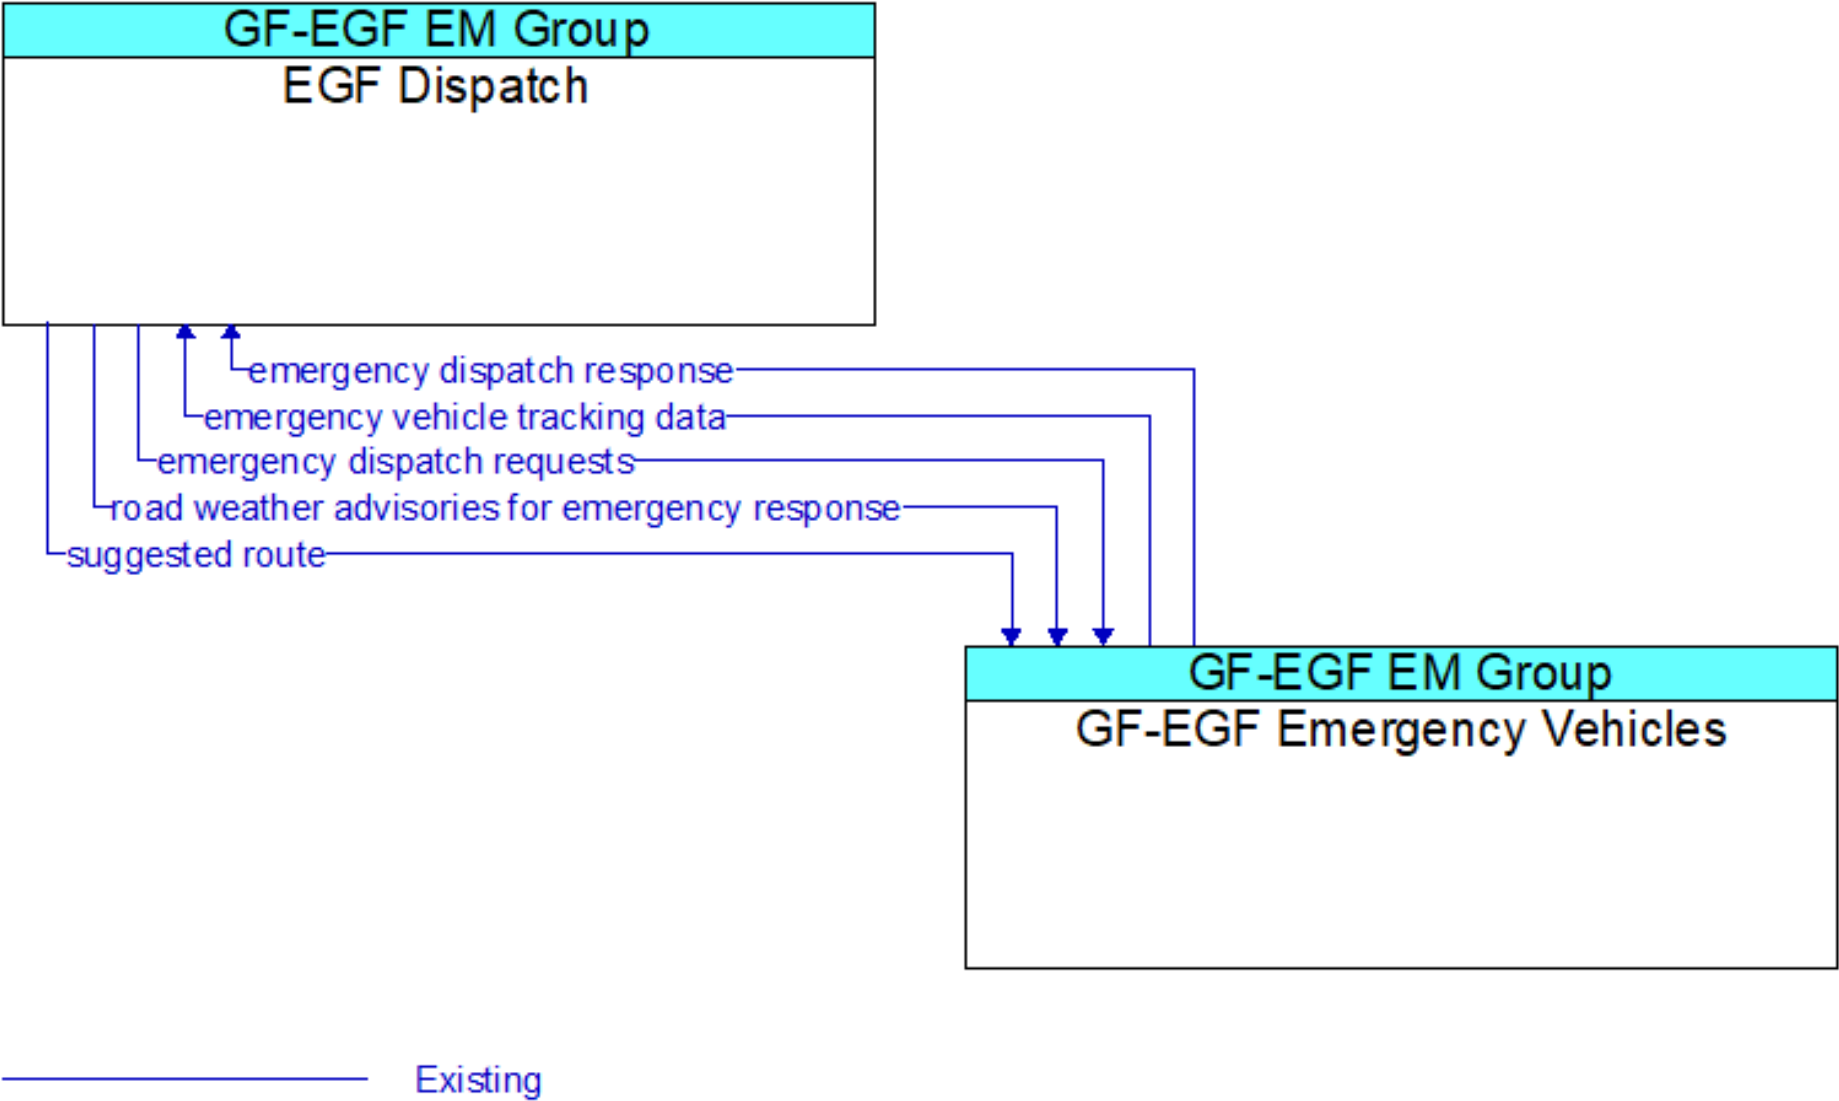 GF-EGF EM Group
EGF Dispatch
emergency dispatch response
emergency vehicle tracking data
emergency dispatch requests
road weather advisories for emergency response
suggested route
GF-EGF EM Group
GF-EGF Emergency Vehicles
Existing